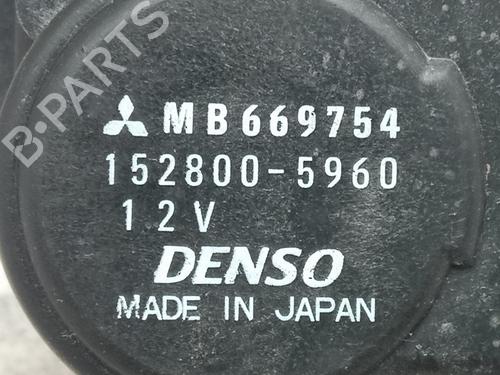 B-PARTS
MB669754
152800-5960
12V
DENSO
MADE IN JAPAN